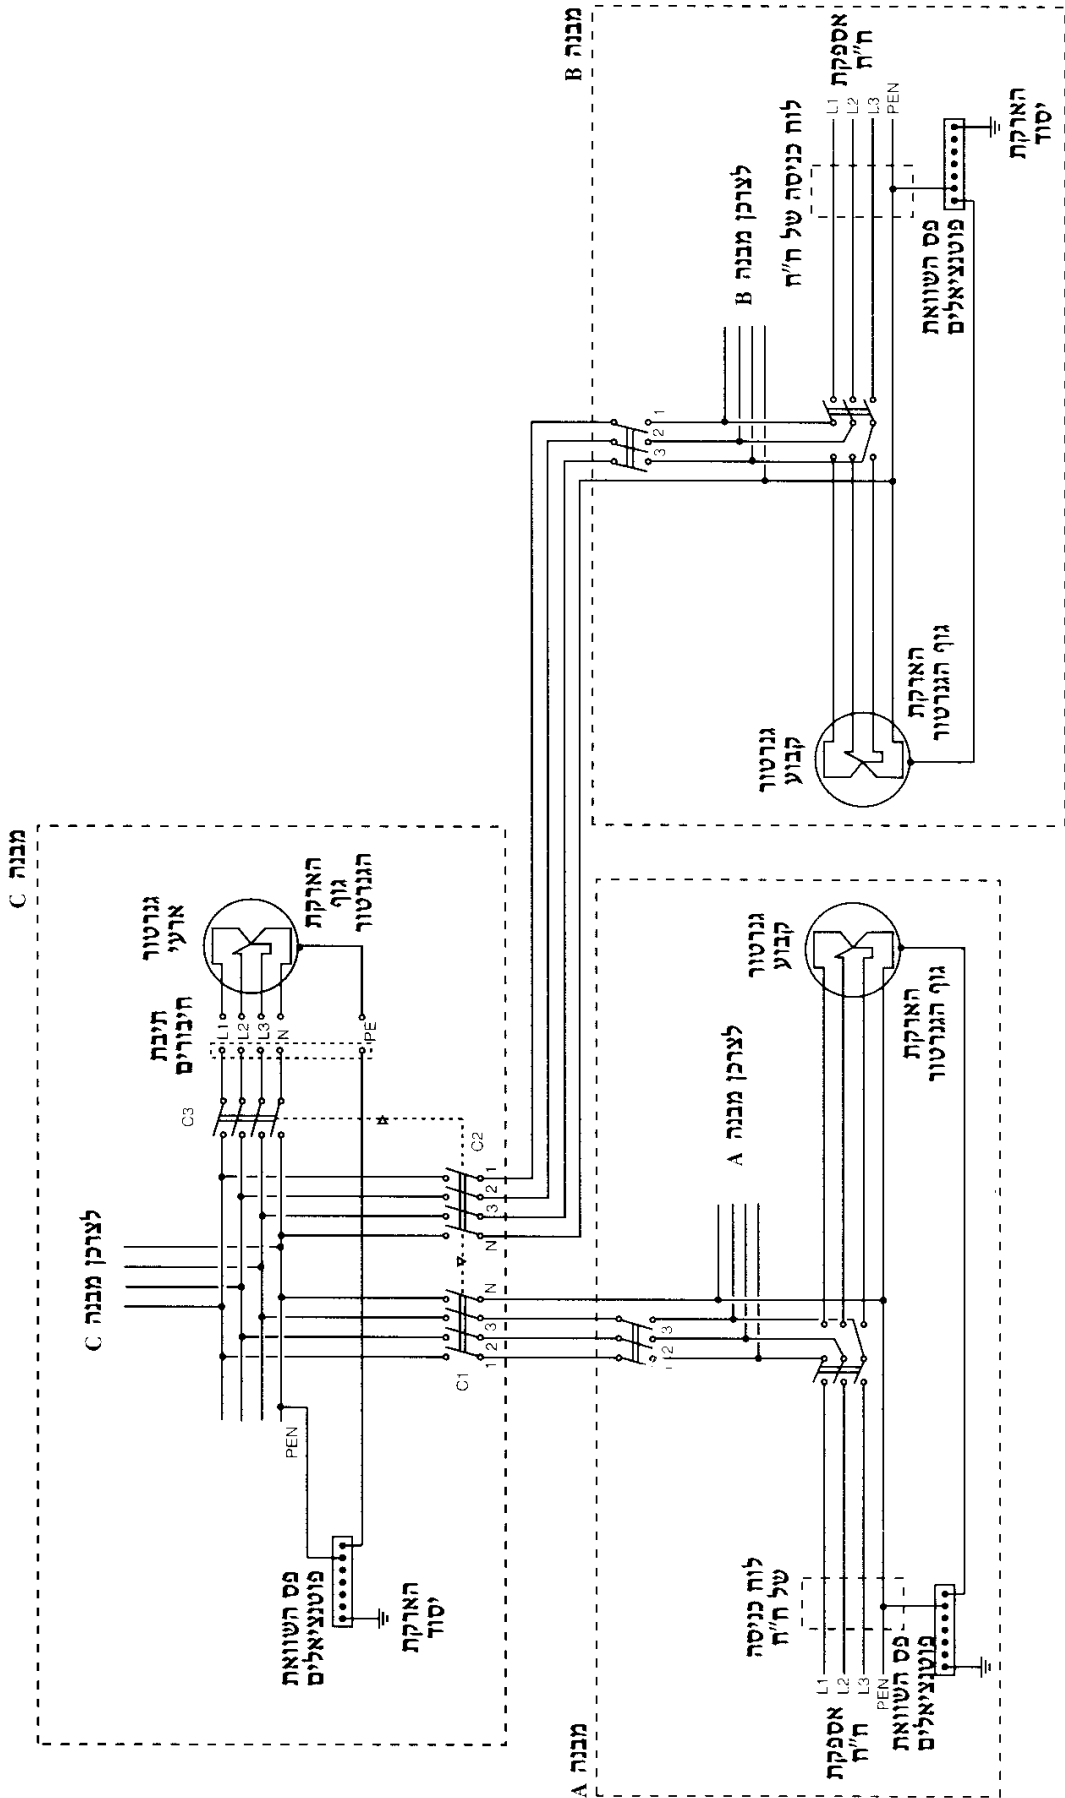 מבנה C
גנרטור
ארעי
הארקת
גוף
הגנרטור
תיבת
חיבורים
L1
L2
L3
N
PE
C3
C2
לצרכן מבנה C
1
2
3
N
N
3
2
1
C1
PEN
פס השוואת
פוטנציאלים
הארקת
יסוד
מבנה B
אספקת
ח"ח
L1
L2
L3
PEN
לוח כניסה של ח"ח
לצרכן מבנה B
הארקת
יסוד
פס השוואת
פוטנציאלים
1
2
3
גנרטור
קבוע
הארקת
גוף הגנרטור
מבנה A
גנרטור
קבוע
הארקת
גוף הגנרטור
לצרכן מבנה A
3
2
לוח כניסה
של ח"ח
L1
L2
L3
PEN
אספקת
ח"ח
פס השוואת
פוטנציאלים